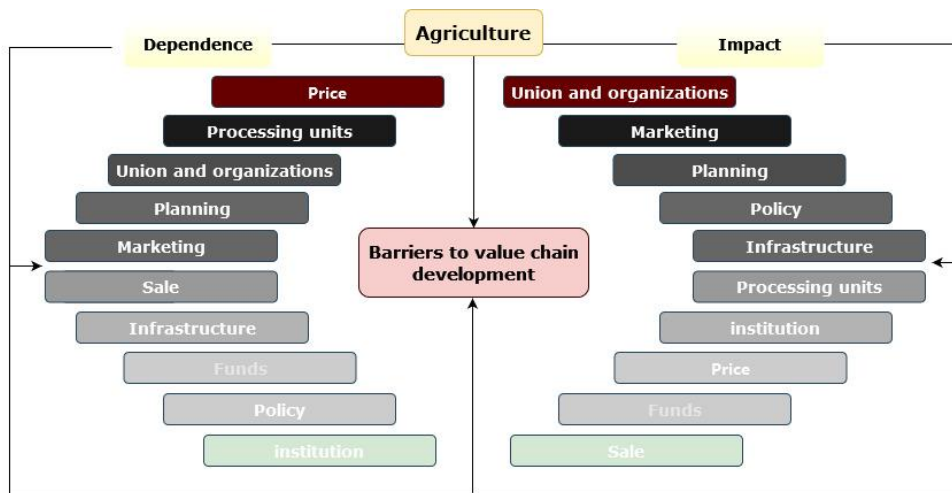 Agriculture
Dependence
Price
Processing units
Union and organizations
Planning
Marketing
Sale
Infrastructure
Funds
Policy
institution
Barriers to value chain
development
Impact
Union and organizations
Marketing
Planning
Policy
Infrastructure
Processing units
institution
Price
Funds
Sale